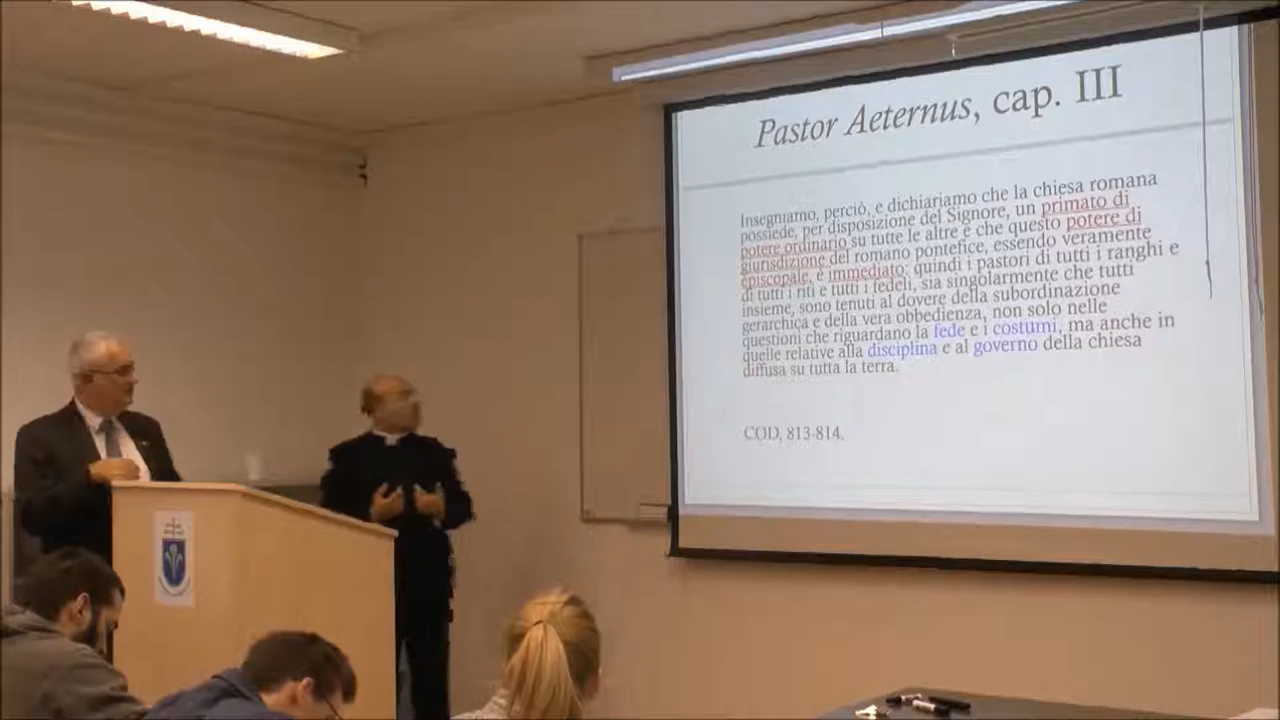 Pastor Aeternus, cap. III
Insegniamo, perciò, e dichiariamo che la chiesa romana
possiede, per disposizione del Signore, un primato di
potere ordinario su tutte le altre e che questo potere di
giurisdizione del romano pontefice, essendo veramente
episcopale, è immediato: quindi i pastori di tutti i ranghi e
di tutti i riti e tutti i fedeli, sia singolarmente che tutti
insieme, sono tenuti al dovere della subordinazione
gerarchica e della vera obbedienza, non solo nelle
questioni che riguardano la fede e i costumi, ma anche in
quelle relative alla disciplina e al governo della chiesa
diffusa su tutta la terra.
COD, 813-814.